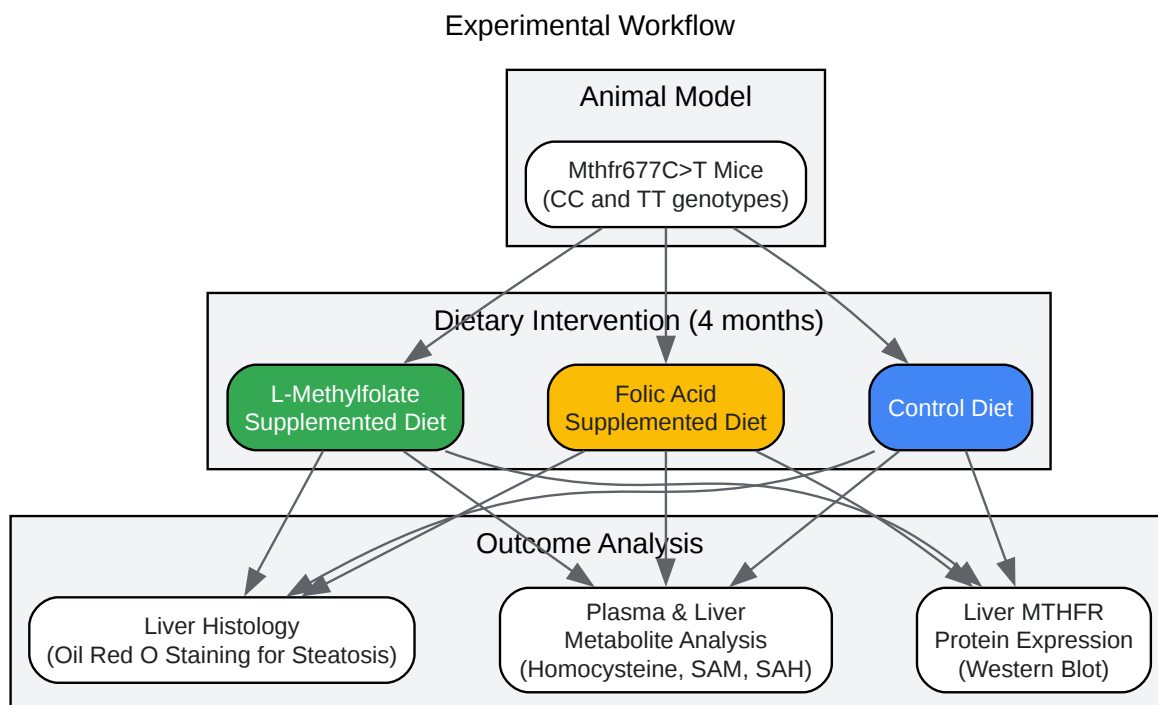 Experimental Workflow
Animal Model
Mthfr677C>T Mice
(CC and TT genotypes)
Dietary Intervention (4 months)
L-Methylfolate
Supplemented Diet
Folic Acid
Supplemented Diet
Control Diet
Outcome Analysis
Liver Histology
(Oil Red O Staining for Steatosis)
Plasma & Liver
Metabolite Analysis
(Homocysteine, SAM, SAH)
Liver MTHFR
Protein Expression
(Western Blot)